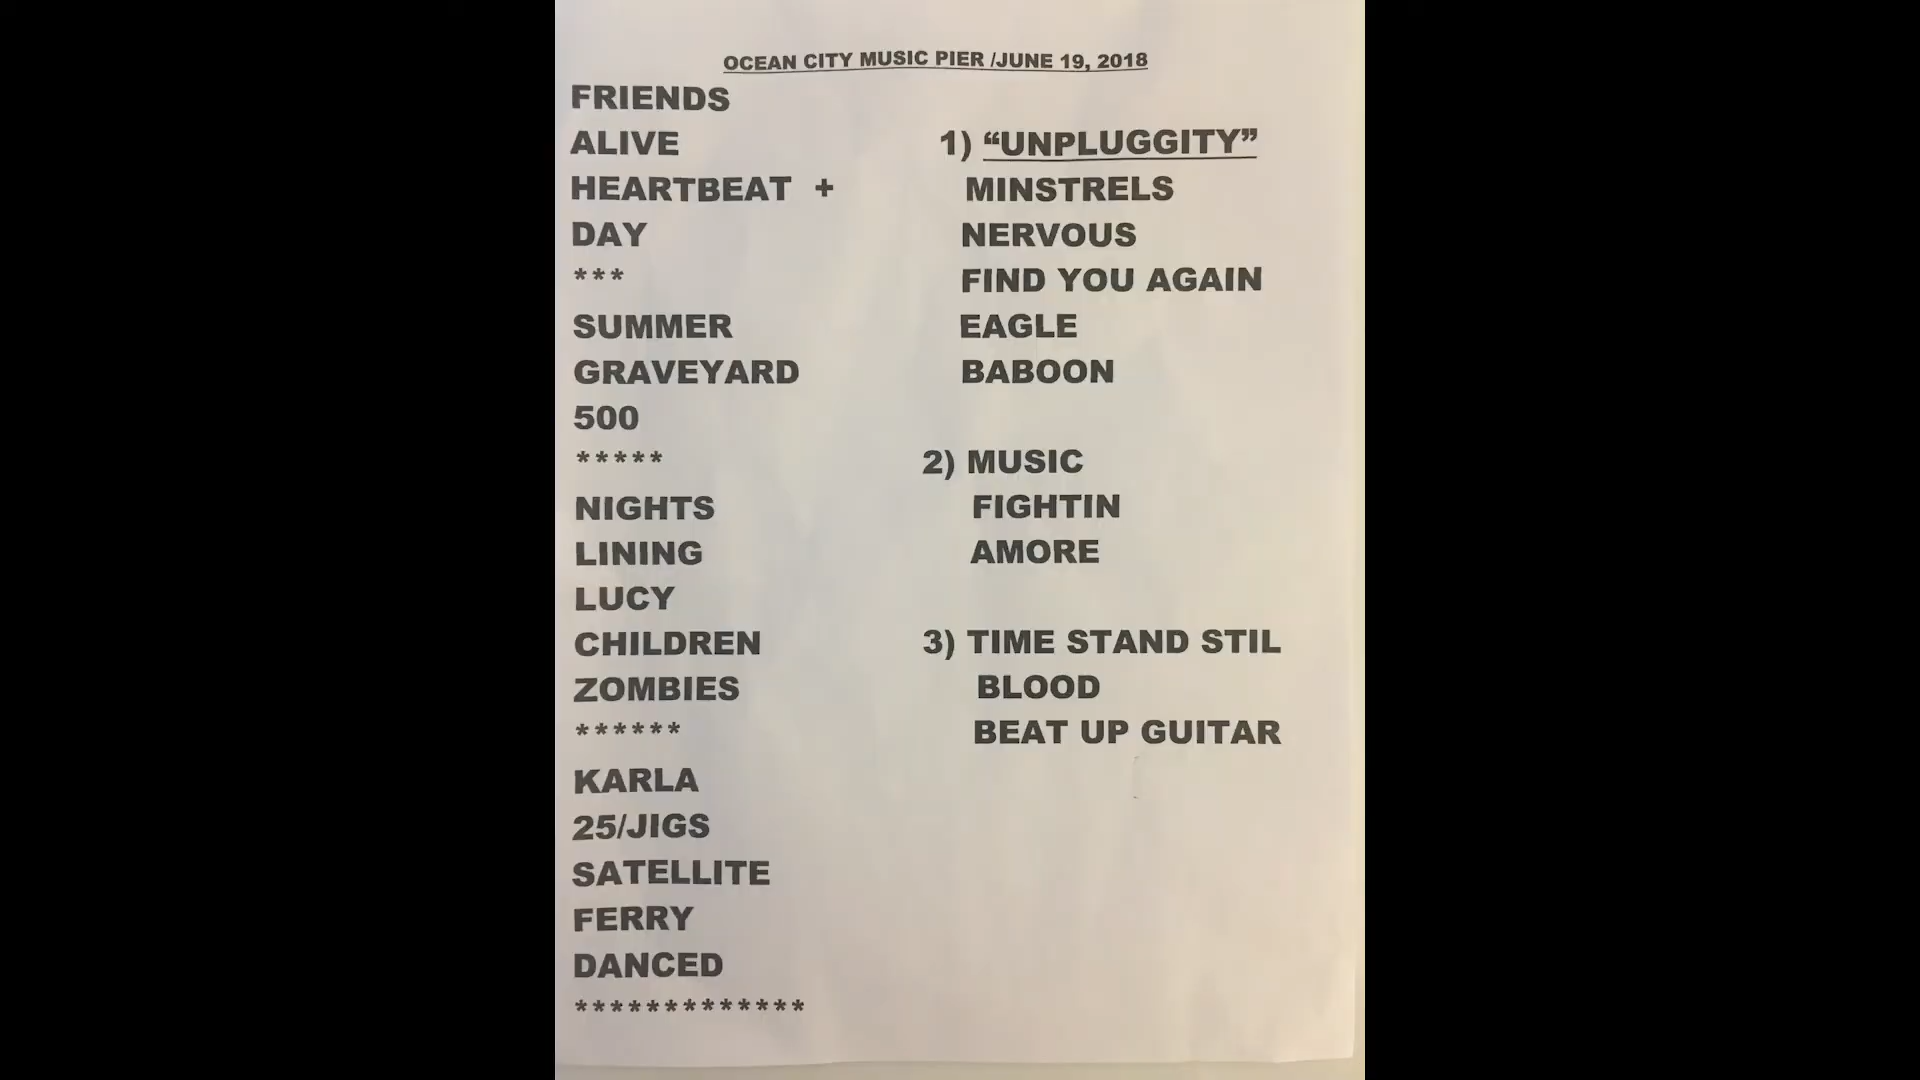 OCEAN CITY MUSIC PIER /JUNE 19, 2018
FRIENDS
ALIVE
HEARTBEAT +
DAY
***
SUMMER
GRAVEYARD
500
*****
NIGHTS
LINING
LUCY
CHILDREN
ZOMBIES
******
KARLA
25/JIGS
SATELLITE
FERRY
DANCED
*************
1) “UNPLUGGITY”
MINSTRELS
NERVOUS
FIND YOU AGAIN
EAGLE
BABOON
2) MUSIC
FIGHTIN
AMORE
3) TIME STAND STIL
BLOOD
BEAT UP GUITAR